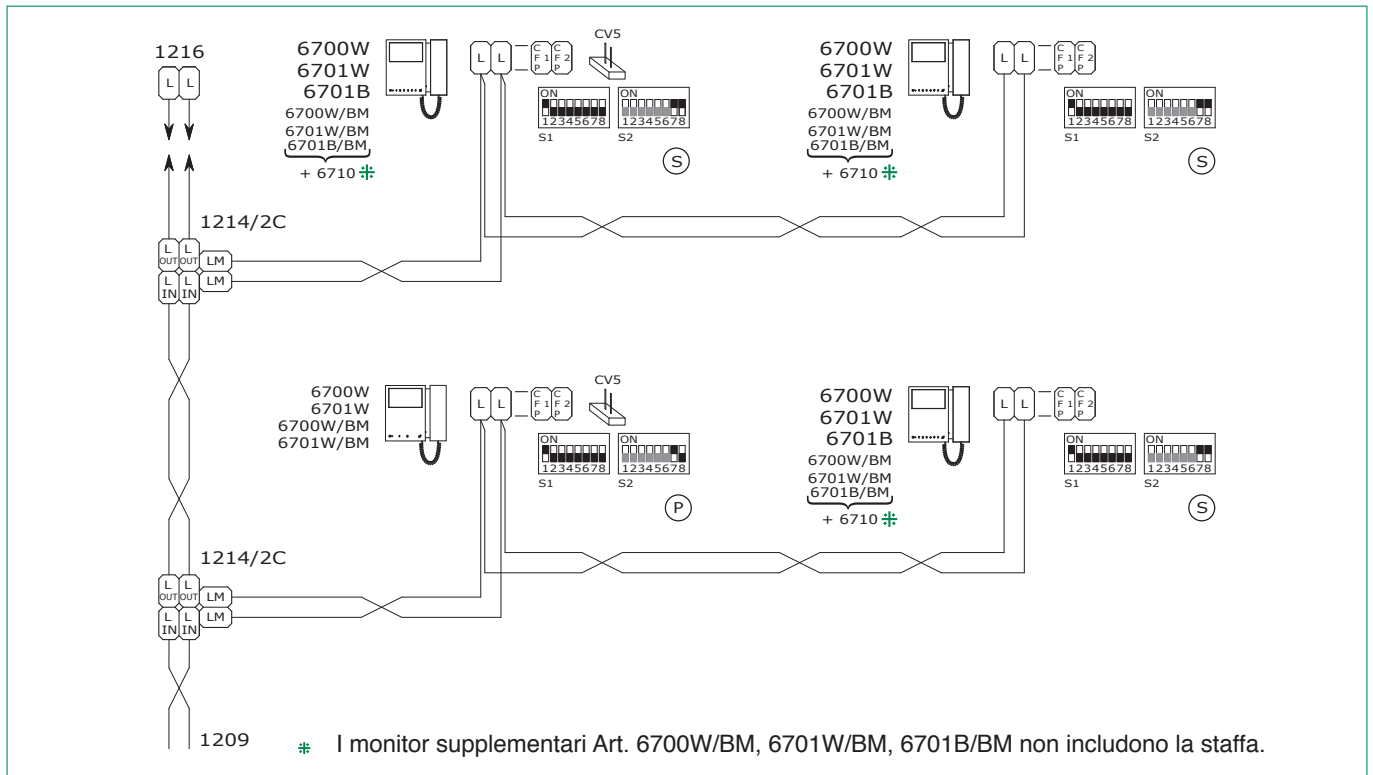 1216
L L
6700W
6701W
6701B
6700W/BM
6701W/BM
6701B/BM
+ 6710
L L
C F P 1 C F P 2
CV5
ON
12345678
S1
ON
12345678
S2
S
6700W
6701W
6701B
6700W/BM
6701W/BM
6701B/BM
+ 6710
L L
C F P 1 C F P 2
ON
12345678
S1
ON
12345678
S2
S
1214/2C
L OUT L OUT
LM
L IN L IN
LM
6700W
6701W
6700W/BM
6701W/BM
L L
C F P 1 C F P 2
CV5
ON
12345678
S1
ON
12345678
S2
P
6700W
6701W
6701B
6700W/BM
6701W/BM
6701B/BM
+ 6710
L L
C F P 1 C F P 2
ON
12345678
S1
ON
12345678
S2
S
1214/2C
L OUT L OUT
LM
L IN L IN
LM
1209
I monitor supplementari Art. 6700W/BM, 6701W/BM, 6701B/BM non includono la staffa.